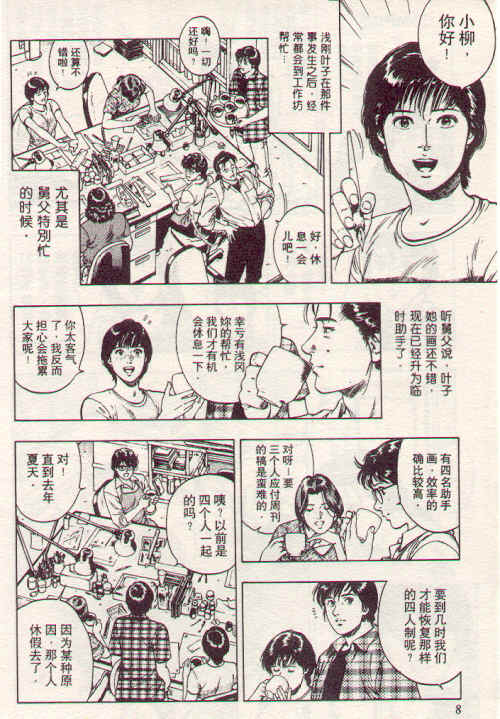 小柳，
你好！
浅刚叶子在那件
事发生之后，经
常都会到工作坊
帮忙…
嗨！一切
还好吗？
还算不
错啦！
好，休
息一会
儿吧！
尤其是
舅父特別忙
的时候．
听舅父说，叶子
她的画还不错，
现在已经升为临
时助手了．
幸亏有浅冈
妳的帮忙，
我们才有机
会休息一下．
你太客气
了．我反而
担心会拖累
大家呢！
有四名助手
画．效率的
确比较高．
对呀！要
三个人应付周刊
的稿是蛮难的．
咦？以前是
四个人一起
的吗？
对！
直到去年
夏天．
因为某种原
因，那个人
休假去了．
要到几时我们
才能恢复那样
的四人制呢？
8